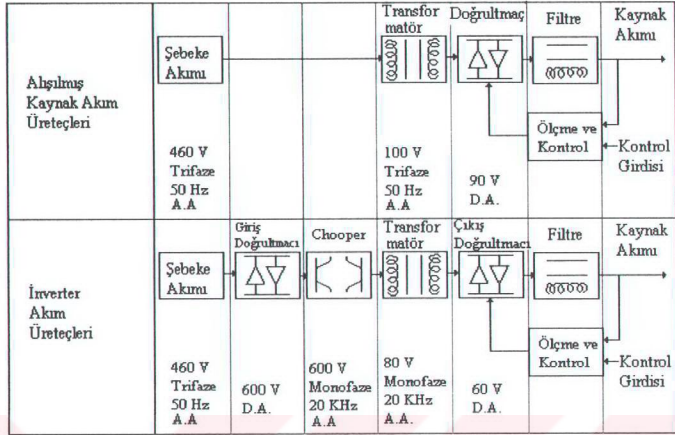 Transfor
matör
Doğrultmaç
Filtre
Kaynak
Akımı
Alışılmış
Kaynak Akım
Üreteçleri
Şebeke
Akımı
Ölçme ve
Kontrol
Kontrol
Girdisi
460 V
Trifaze
50 Hz
A.A
100 V
Trifaze
50 Hz
A.A
90 V
D.A.
Giriş
Doğrultmacı
Chooper
Transfor
matör
Çıkış
Doğrultmacı
Filtre
Kaynak
Akımı
İnverter
Akım
Üreteçleri
Şebeke
Akımı
Ölçme ve
Kontrol
Kontrol
Girdisi
460 V
Trifaze
50 Hz
A.A
600 V
D.A.
600 V
Monofaze
20 KHz
A.A
80 V
Monofaze
20 KHz
A.A.
60 V
D.A.